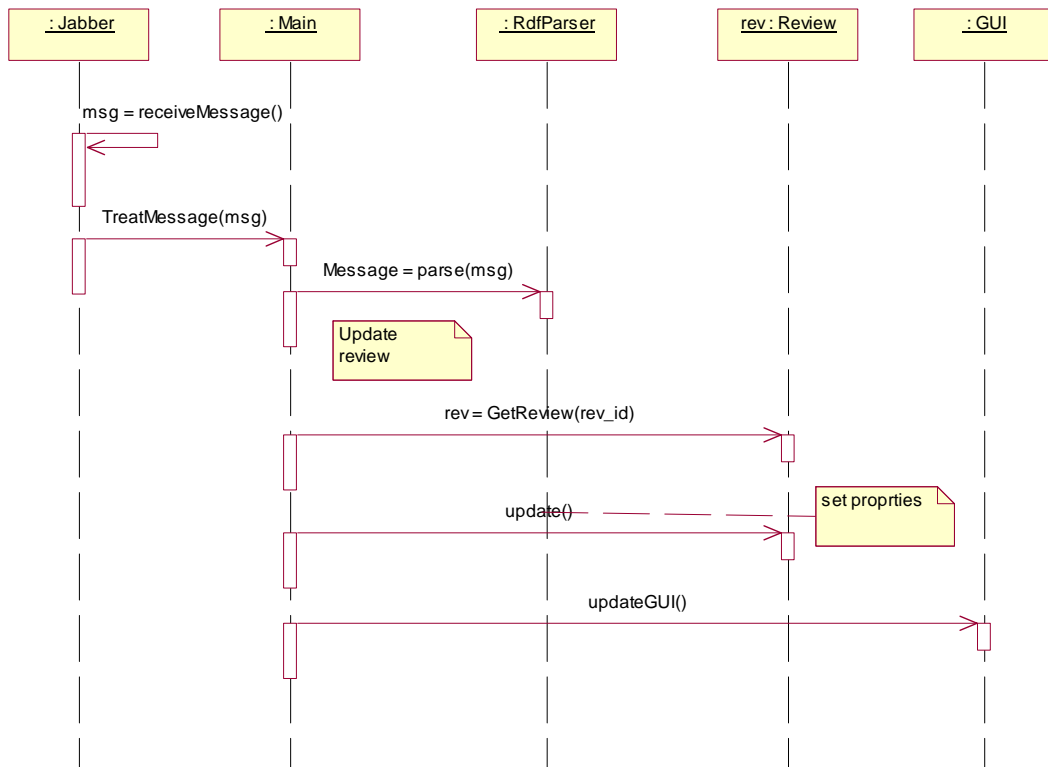 : Jabber
: Main
: RdfParser
rev : Review
: GUI
msg = receiveMessage()
TreatMessage(msg)
Message = parse(msg)
Update
review
rev = GetReview(rev_id)
set proprties
update()
updateGUI()